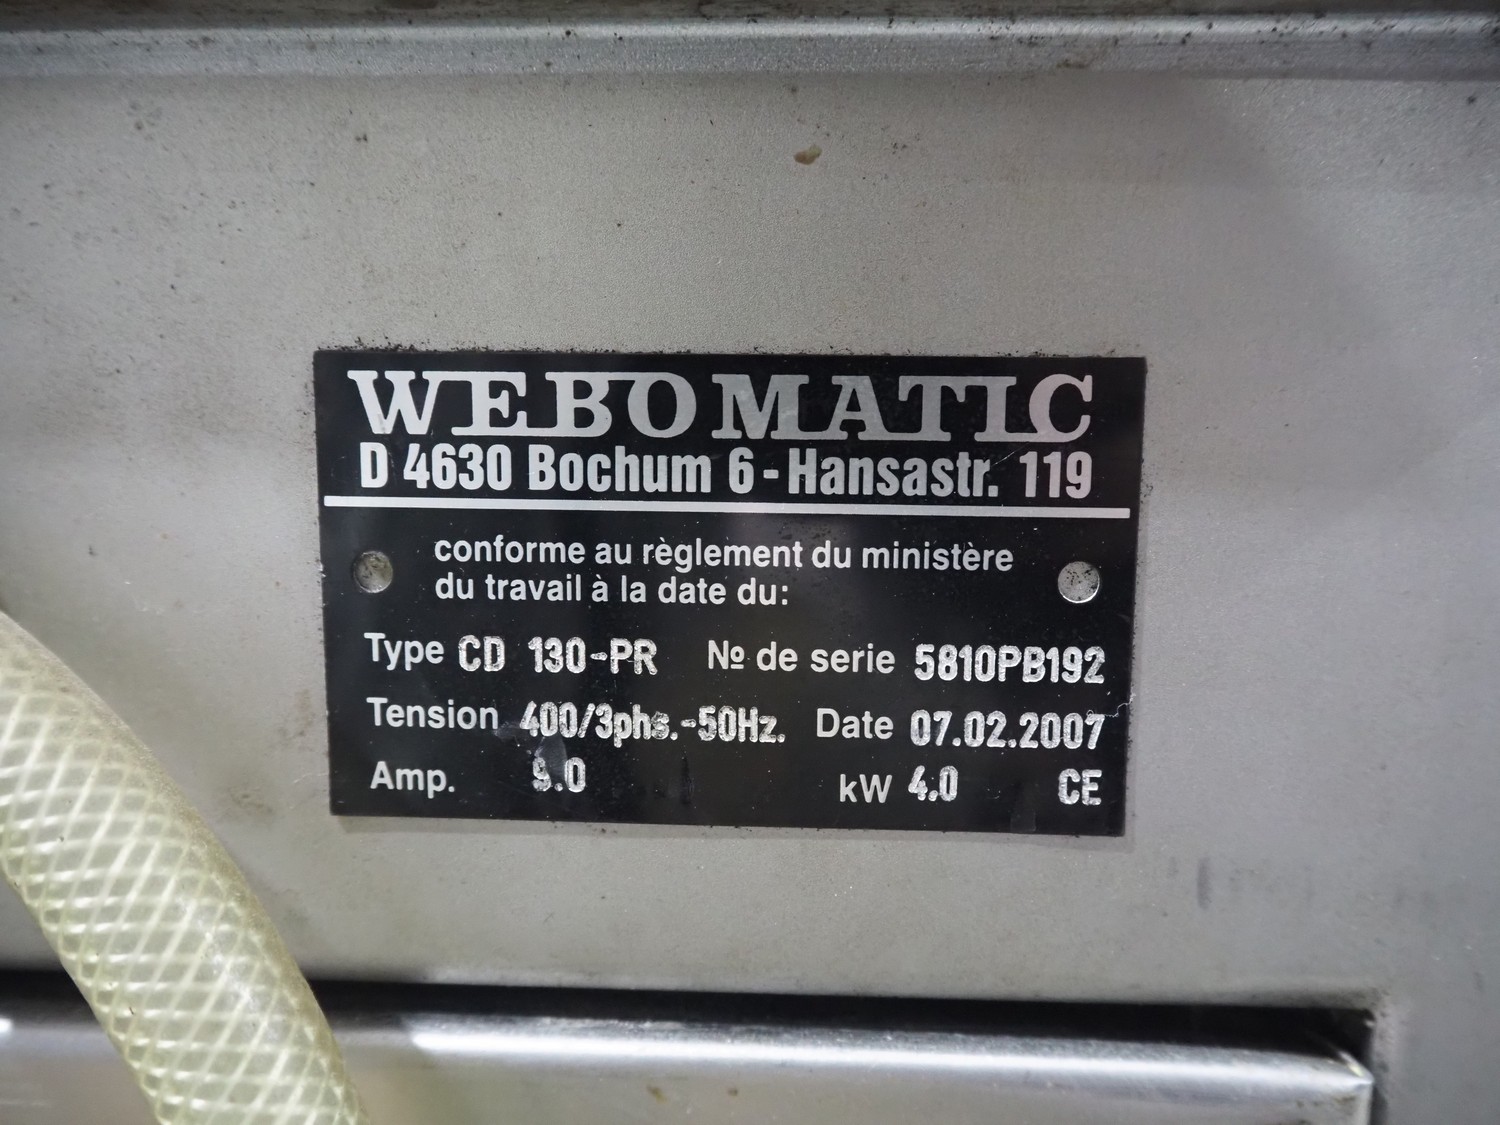 WEBOMATIC
D 4630 Bochum 6 - Hansastr. 119
conforme au règlement du ministère
du travail à la date du:
Type CD 130-PR № de serie 5810PB192
Tension 400/3phs.-50Hz. Date 07.02.2007
Amp. 9.0 kW 4.0 CE